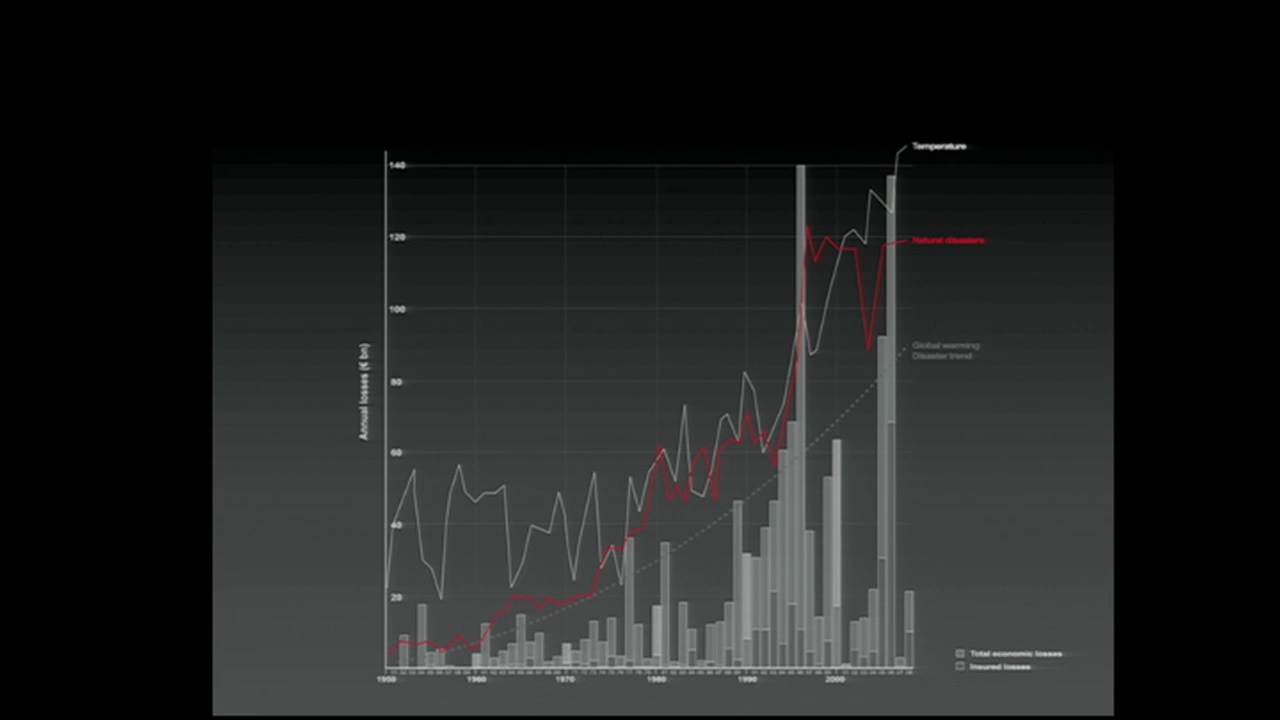 Temperature
140
120
Natural disasters
100
Global warming
Disaster trend
Annual losses (€ bn)
80
60
40
20
Total economic losses
Insured losses
1950 1960 1970 1980 1990 2000